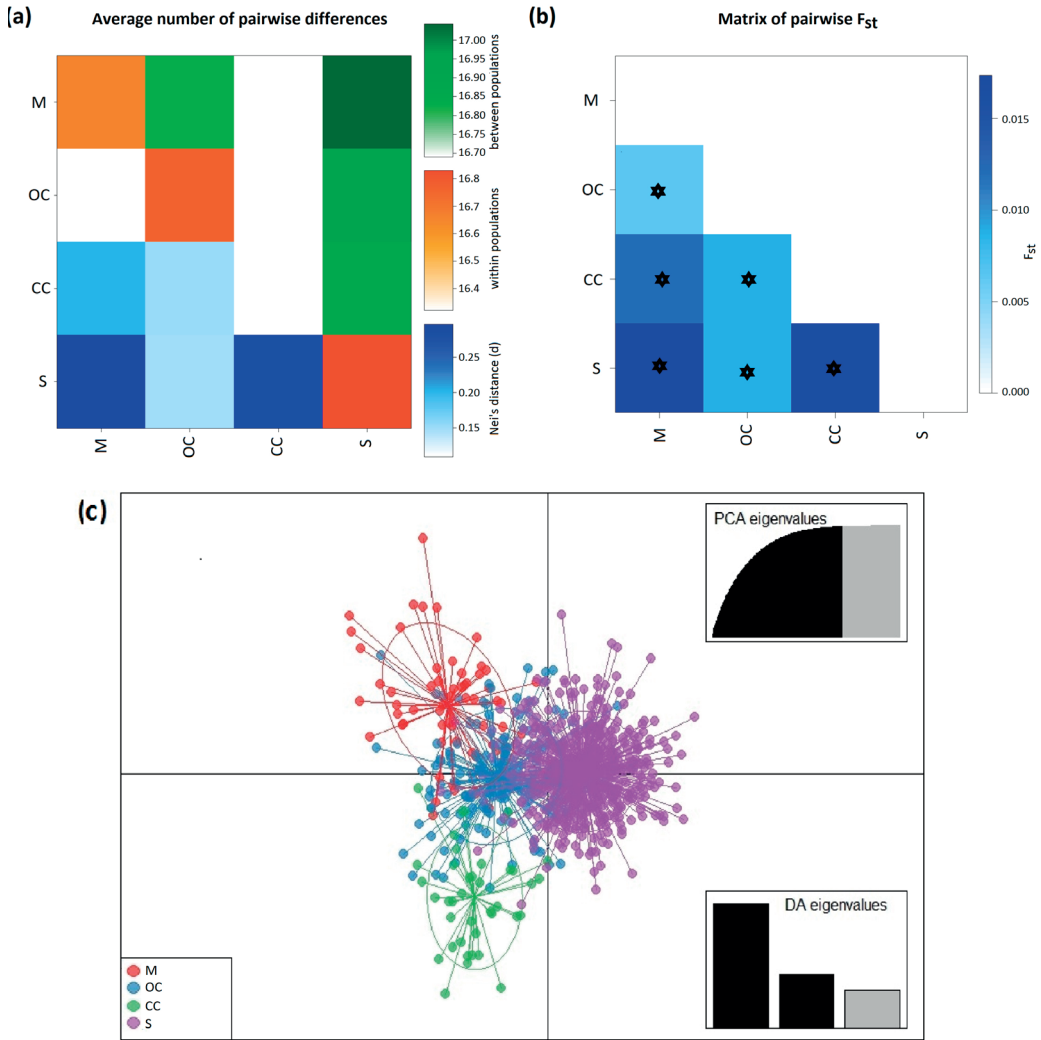 (a) Average number of pairwise differences
M
OC
CC
S
M
OC
CC
S
17.00
16.95
16.90
16.85
16.80
16.75
16.70
between populations
16.8
16.7
16.6
16.5
16.4
within populations
0.25
0.20
0.15
Nei's distance (d)
(b) Matrix of pairwise Fst
M
OC
CC
S
M
OC
CC
S
0.015
0.010
0.005
0.000
Fst
(c)
PCA eigenvalues
DA eigenvalues
M
OC
CC
S